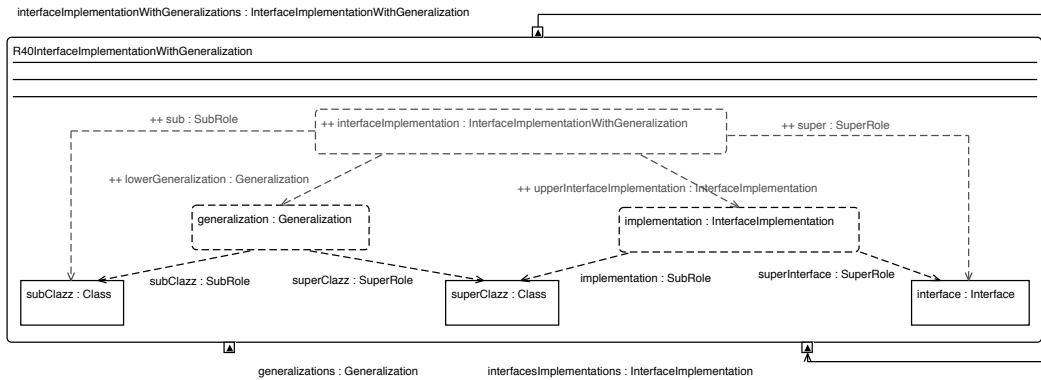 interfaceImplementationWithGeneralizations : InterfaceImplementationWithGeneralization
R40InterfaceImplementationWithGeneralization
++ sub : SubRole
++ interfaceImplementation : InterfaceImplementationWithGeneralization
++ super : SuperRole
++ lowerGeneralization : Generalization
++ upperInterfaceImplementation : InterfaceImplementation
generalization : Generalization
implementation : InterfaceImplementation
subClazz : SubRole
superClazz : SuperRole
implementation : SubRole
superInterface : SuperRole
subClazz : Class
superClazz : Class
interface : Interface
generalizations : Generalization
interfacesImplementations : InterfaceImplementation